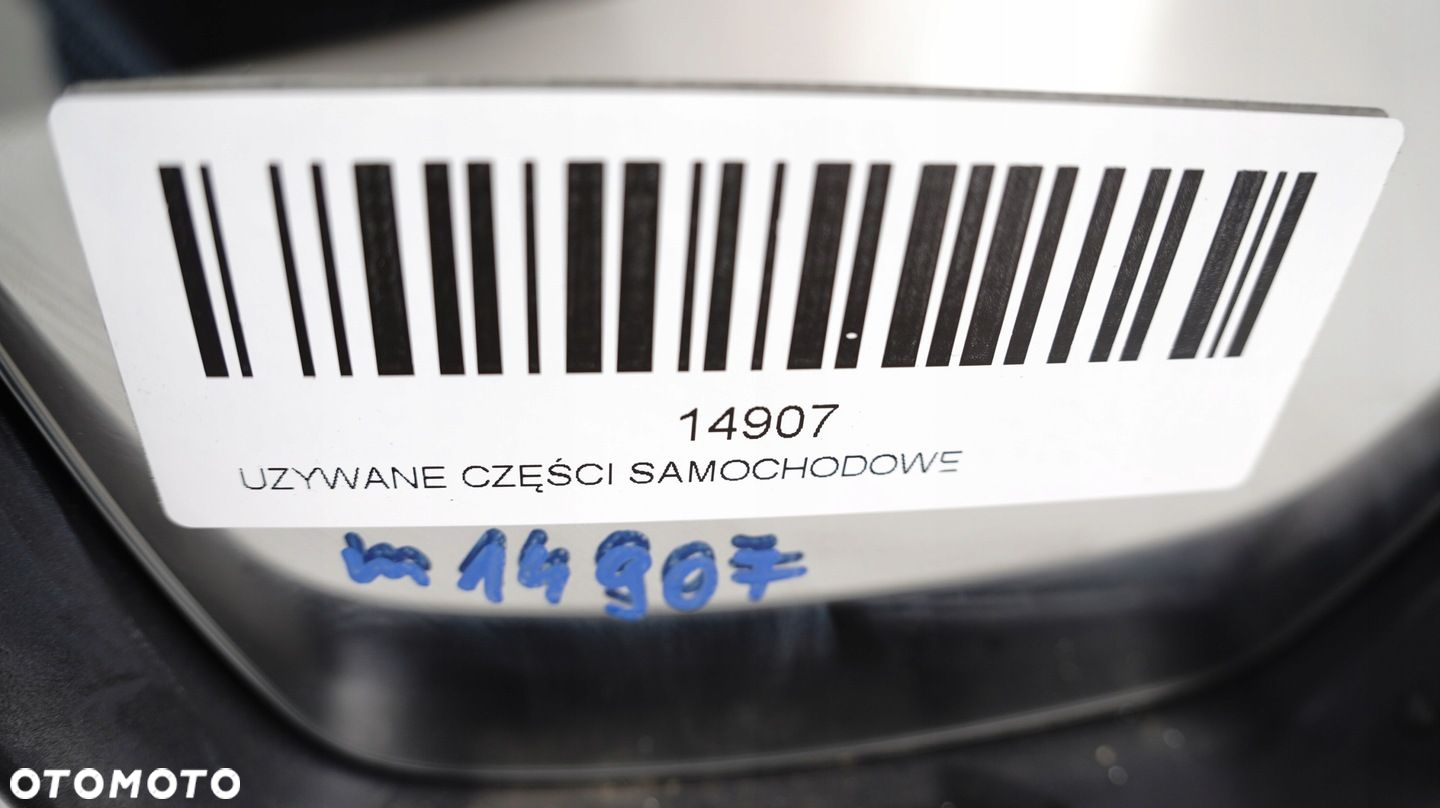 14907
UZYWANE CZĘŚCI SAMOCHODOWE
m 14907
OTOMOTO